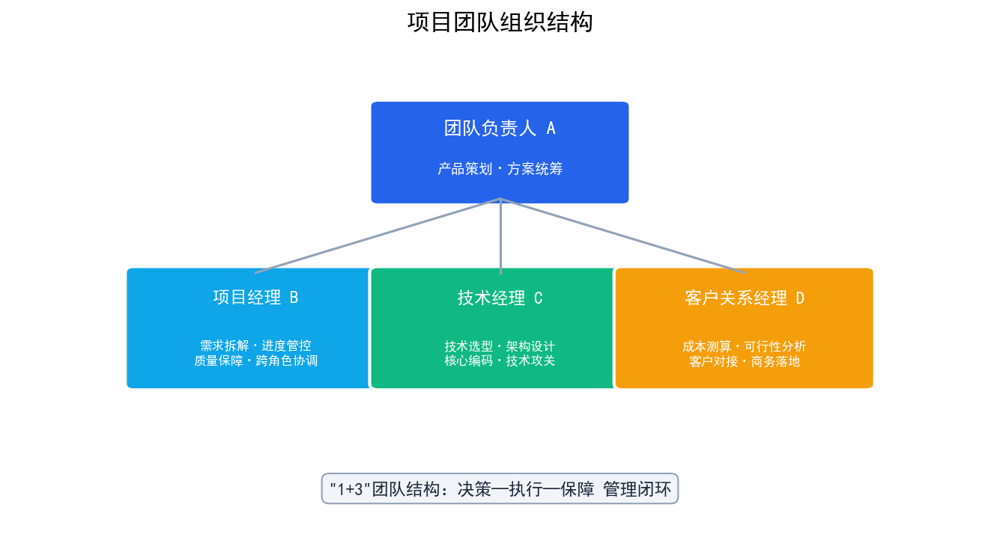 项目团队组织结构
团队负责人 A
产品策划·方案统筹
项目经理 B
需求拆解·进度管控
质量保障·跨角色协调
技术经理 C
技术选型·架构设计
核心编码·技术攻关
客户关系经理 D
成本测算·可行性分析
客户对接·商务落地
"1+3"团队结构: 决策—执行—保障 管理闭环